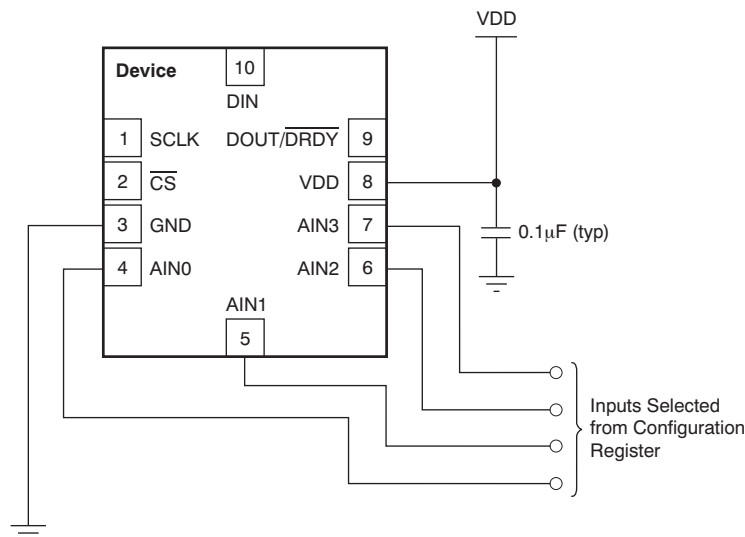 VDD
Device
10
DIN
1 SCLK DOUT/DRDY 9
2 CS VDD 8
3 GND AIN3 7
4 AIN0 AIN2 6
0.1μF (typ)
AIN1
5
Inputs Selected
from Configuration
Register